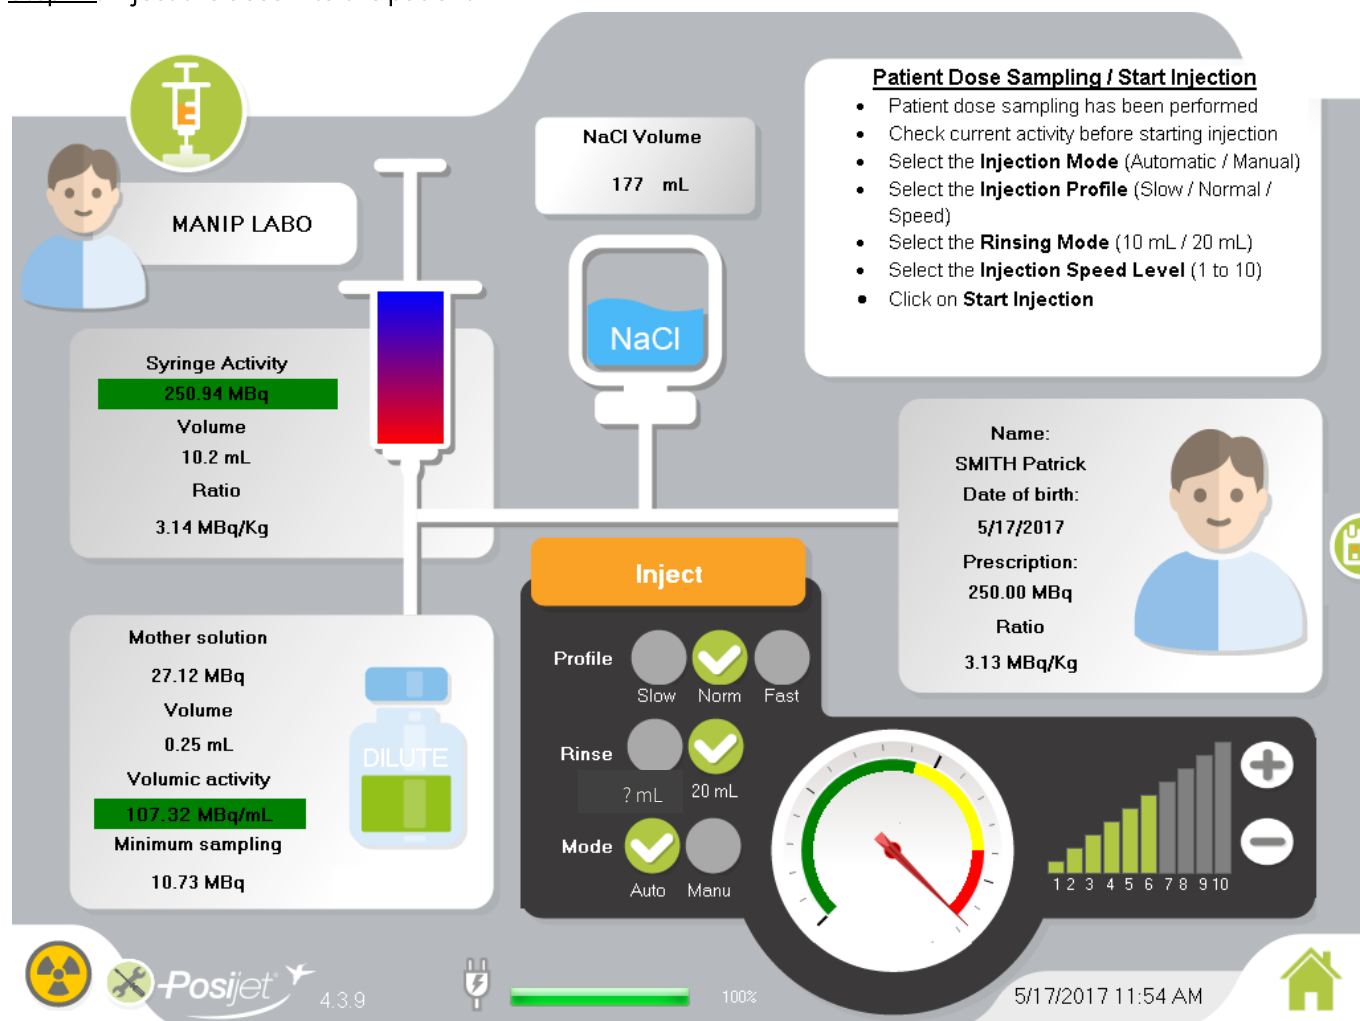 Patient Dose Sampling / Start Injection
• Patient dose sampling has been performed
• Check current activity before starting injection
• Select the Injection Mode (Automatic / Manual)
• Select the Injection Profile (Slow / Normal /
Speed)
• Select the Rinsing Mode (10 mL / 20 mL)
• Select the Injection Speed Level (1 to 10)
• Click on Start Injection
E
MANIP LABO
NaCl Volume
177 mL
NaCl
Syringe Activity
250.94 MBq
Volume
10.2 mL
Ratio
3.14 MBq/Kg
Name:
SMITH Patrick
Date of birth:
5/17/2017
Prescription:
250.00 MBq
Ratio
3.13 MBq/Kg
Mother solution
27.12 MBq
Volume
0.25 mL
Volumic activity
107.32 MBq/mL
Minimum sampling
10.73 MBq
DILUTE
Inject
Profile
Slow Norm Fast
Rinse
? mL 20 mL
Mode
Auto Manu
1 2 3 4 5 6 7 8 9 10
Posijet
4.3.9
100%
5/17/2017 11:54 AM